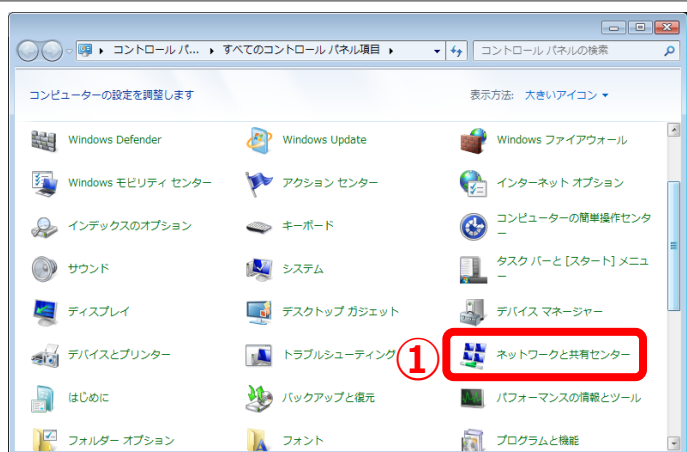 コントロール パ... ▸ すべてのコントロール パネル項目 ▸ コントロール パネルの検索
コンピューターの設定を調整します 表示方法: 大きいアイコン
Windows Defender Windows Update Windows ファイアウォール
Windows モビリティ センター アクション センター インターネット オプション
インデックスのオプション キーボード コンピューターの簡単操作センタ
ー
サウンド システム タスク バーと [スタート] メニュ
ー
ディスプレイ デスクトップ ガジェット デバイス マネージャー
デバイスとプリンター トラブルシューティング ① ネットワークと共有センター
はじめに バックアップと復元 パフォーマンスの情報とツール
フォルダー オプション フォント プログラムと機能